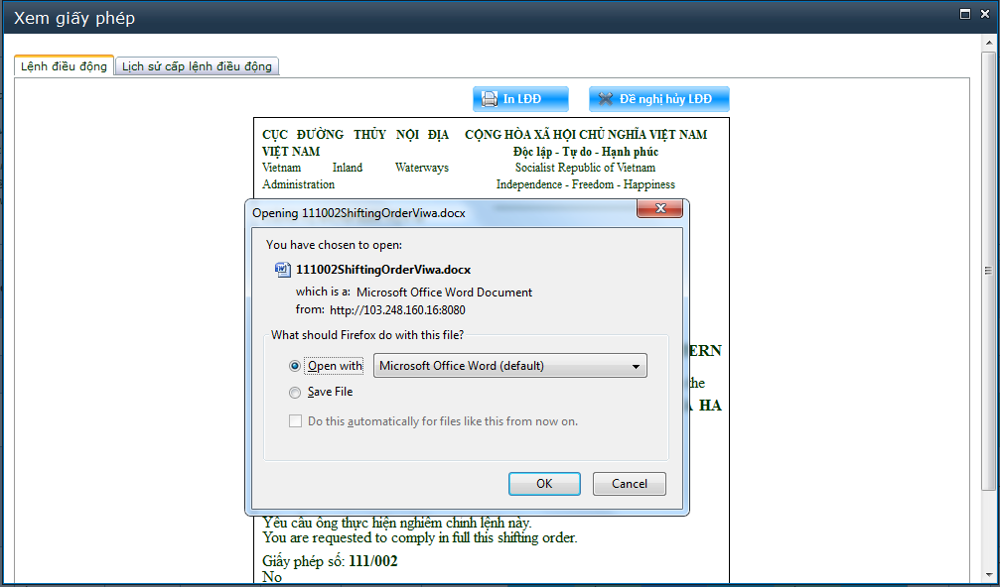 Xem giấy phép
Lệnh điều động
Lịch sử cấp lệnh điều động
In LĐĐ
Đề nghị hủy LĐĐ
CỤC ĐƯỜNG THỦY NỘI ĐỊA
VIỆT NAM
Vietnam Inland Waterways
Administration
CỘNG HÒA XÃ HỘI CHỦ NGHĨA VIỆT NAM
Độc lập - Tự do - Hạnh phúc
Socialist Republic of Vietnam
Independence - Freedom - Happiness
Opening 111002ShiftingOrderViwa.docx
You have chosen to open:
111002ShiftingOrderViwa.docx
which is a: Microsoft Office Word Document
from: http://103.248.160.16:8080
What should Firefox do with this file?
ERN
Open with
Microsoft Office Word (default)
the
Save File
HA
Do this automatically for files like this from now on.
OK
Cancel
Yêu cầu ông thực hiện nghiêm chỉnh lệnh này.
You are requested to comply in full this shifting order.
Giấy phép số: 111/002
No